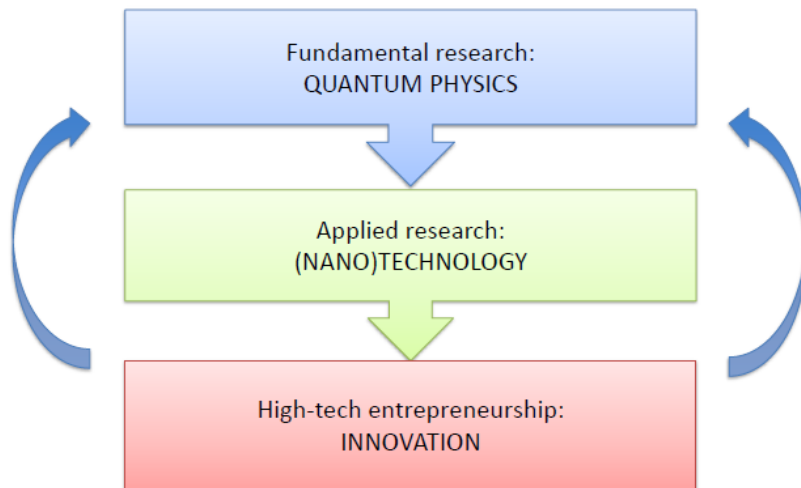 Fundamental research:
QUANTUM PHYSICS
Applied research:
(NANO)TECHNOLOGY
High-tech entrepreneurship:
INNOVATION